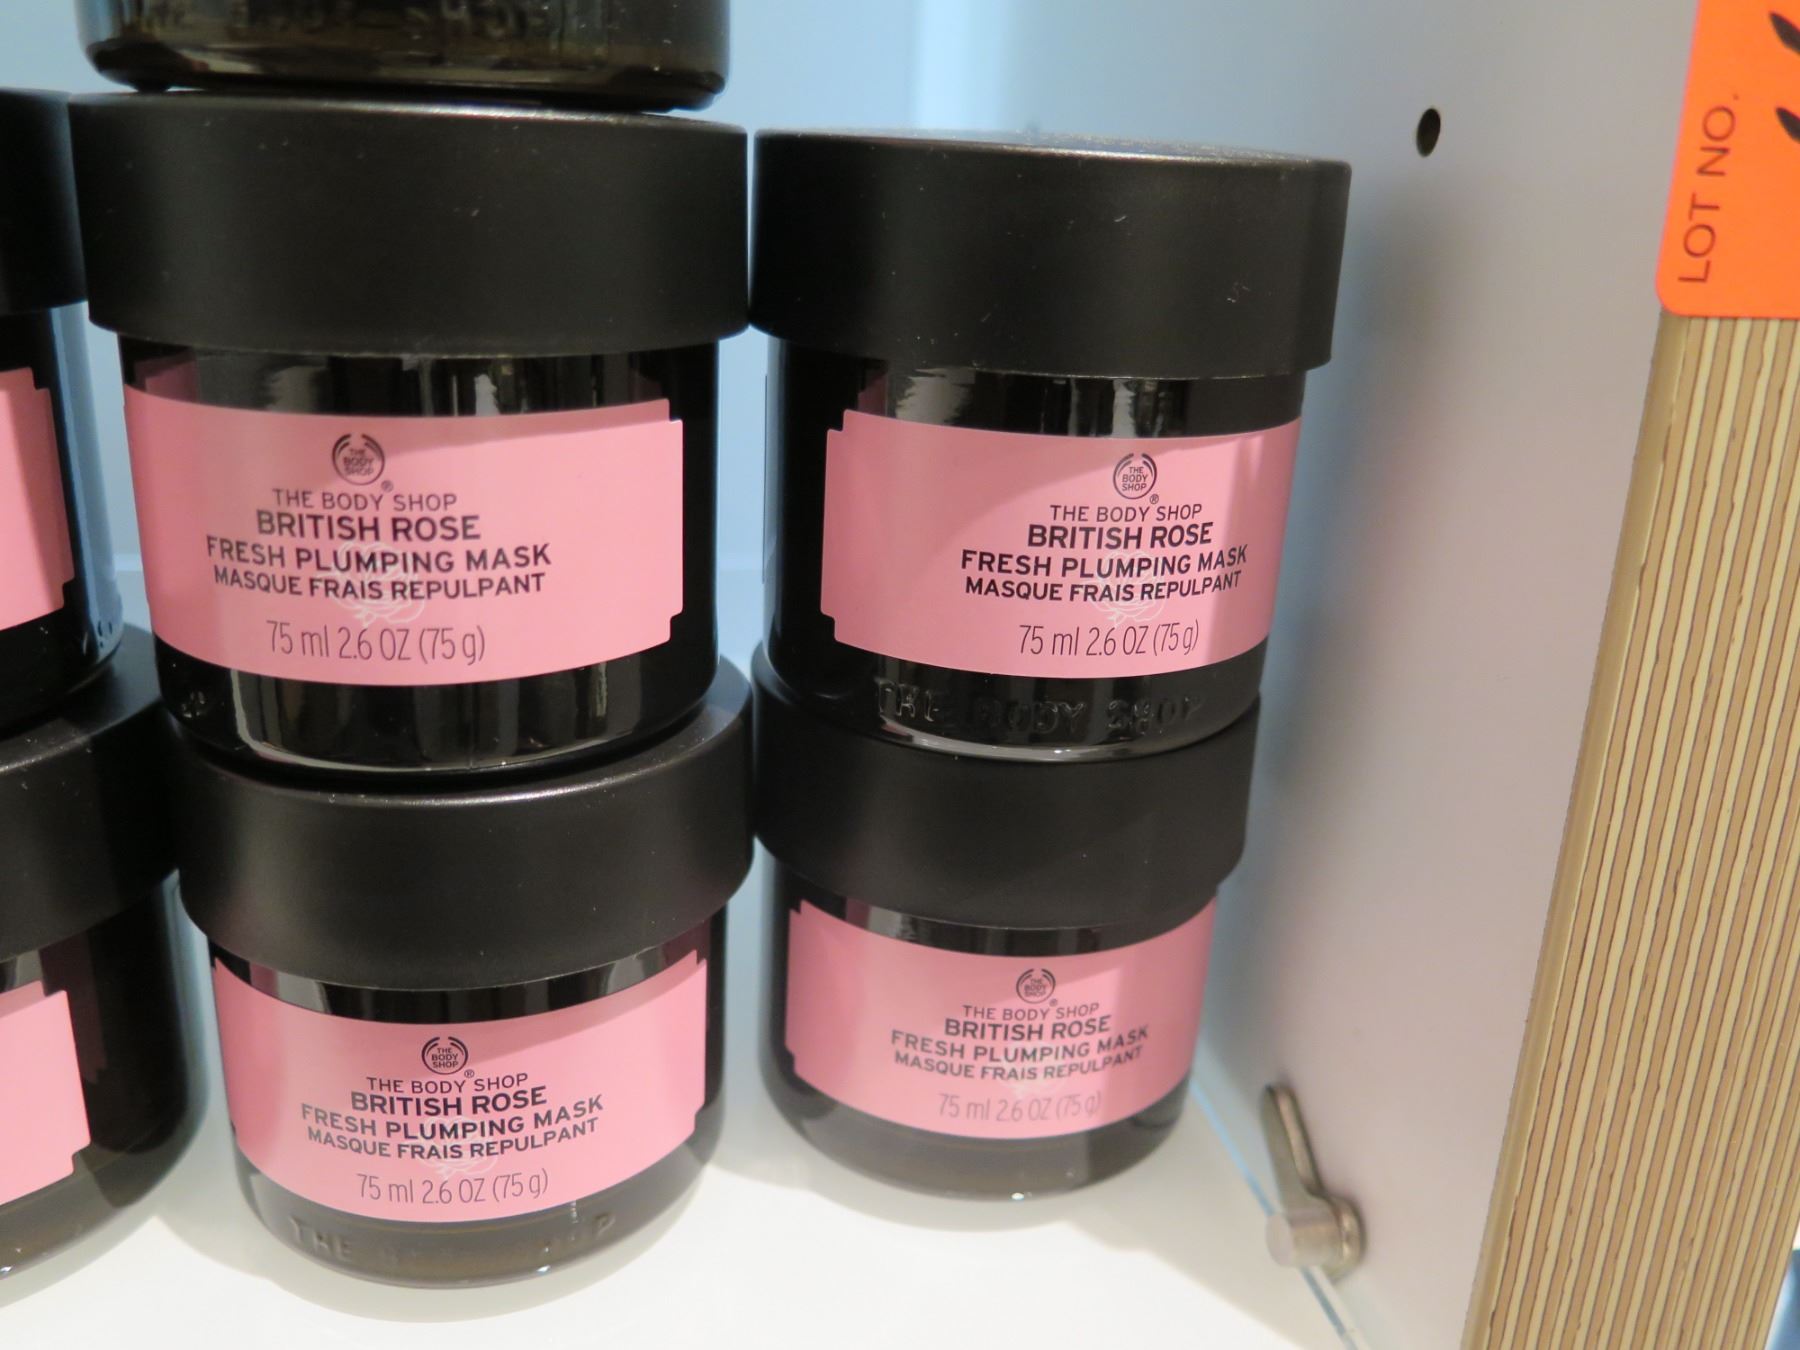 THE BODY SHOP
THE BODY SHOP
BRITISH ROSE
FRESH PLUMPING MASK
MASQUE FRAIS REPULPANT
75 ml 2.6 OZ (75 g)
THE BODY SHOP
THE BODY SHOP
BRITISH ROSE
FRESH PLUMPING MASK
MASQUE FRAIS REPULPANT
75 ml 2.6 OZ (75 g)
THE BODY SHOP
THE BODY SHOP
THE BODY SHOP
BRITISH ROSE
FRESH PLUMPING MASK
MASQUE FRAIS REPULPANT
75 ml 2.6 OZ (75 g)
THE
THE BODY SHOP
THE BODY SHOP
BRITISH ROSE
FRESH PLUMPING MASK
MASQUE FRAIS REPULPANT
75 ml 2.6 OZ (75 g)
LOT NO.